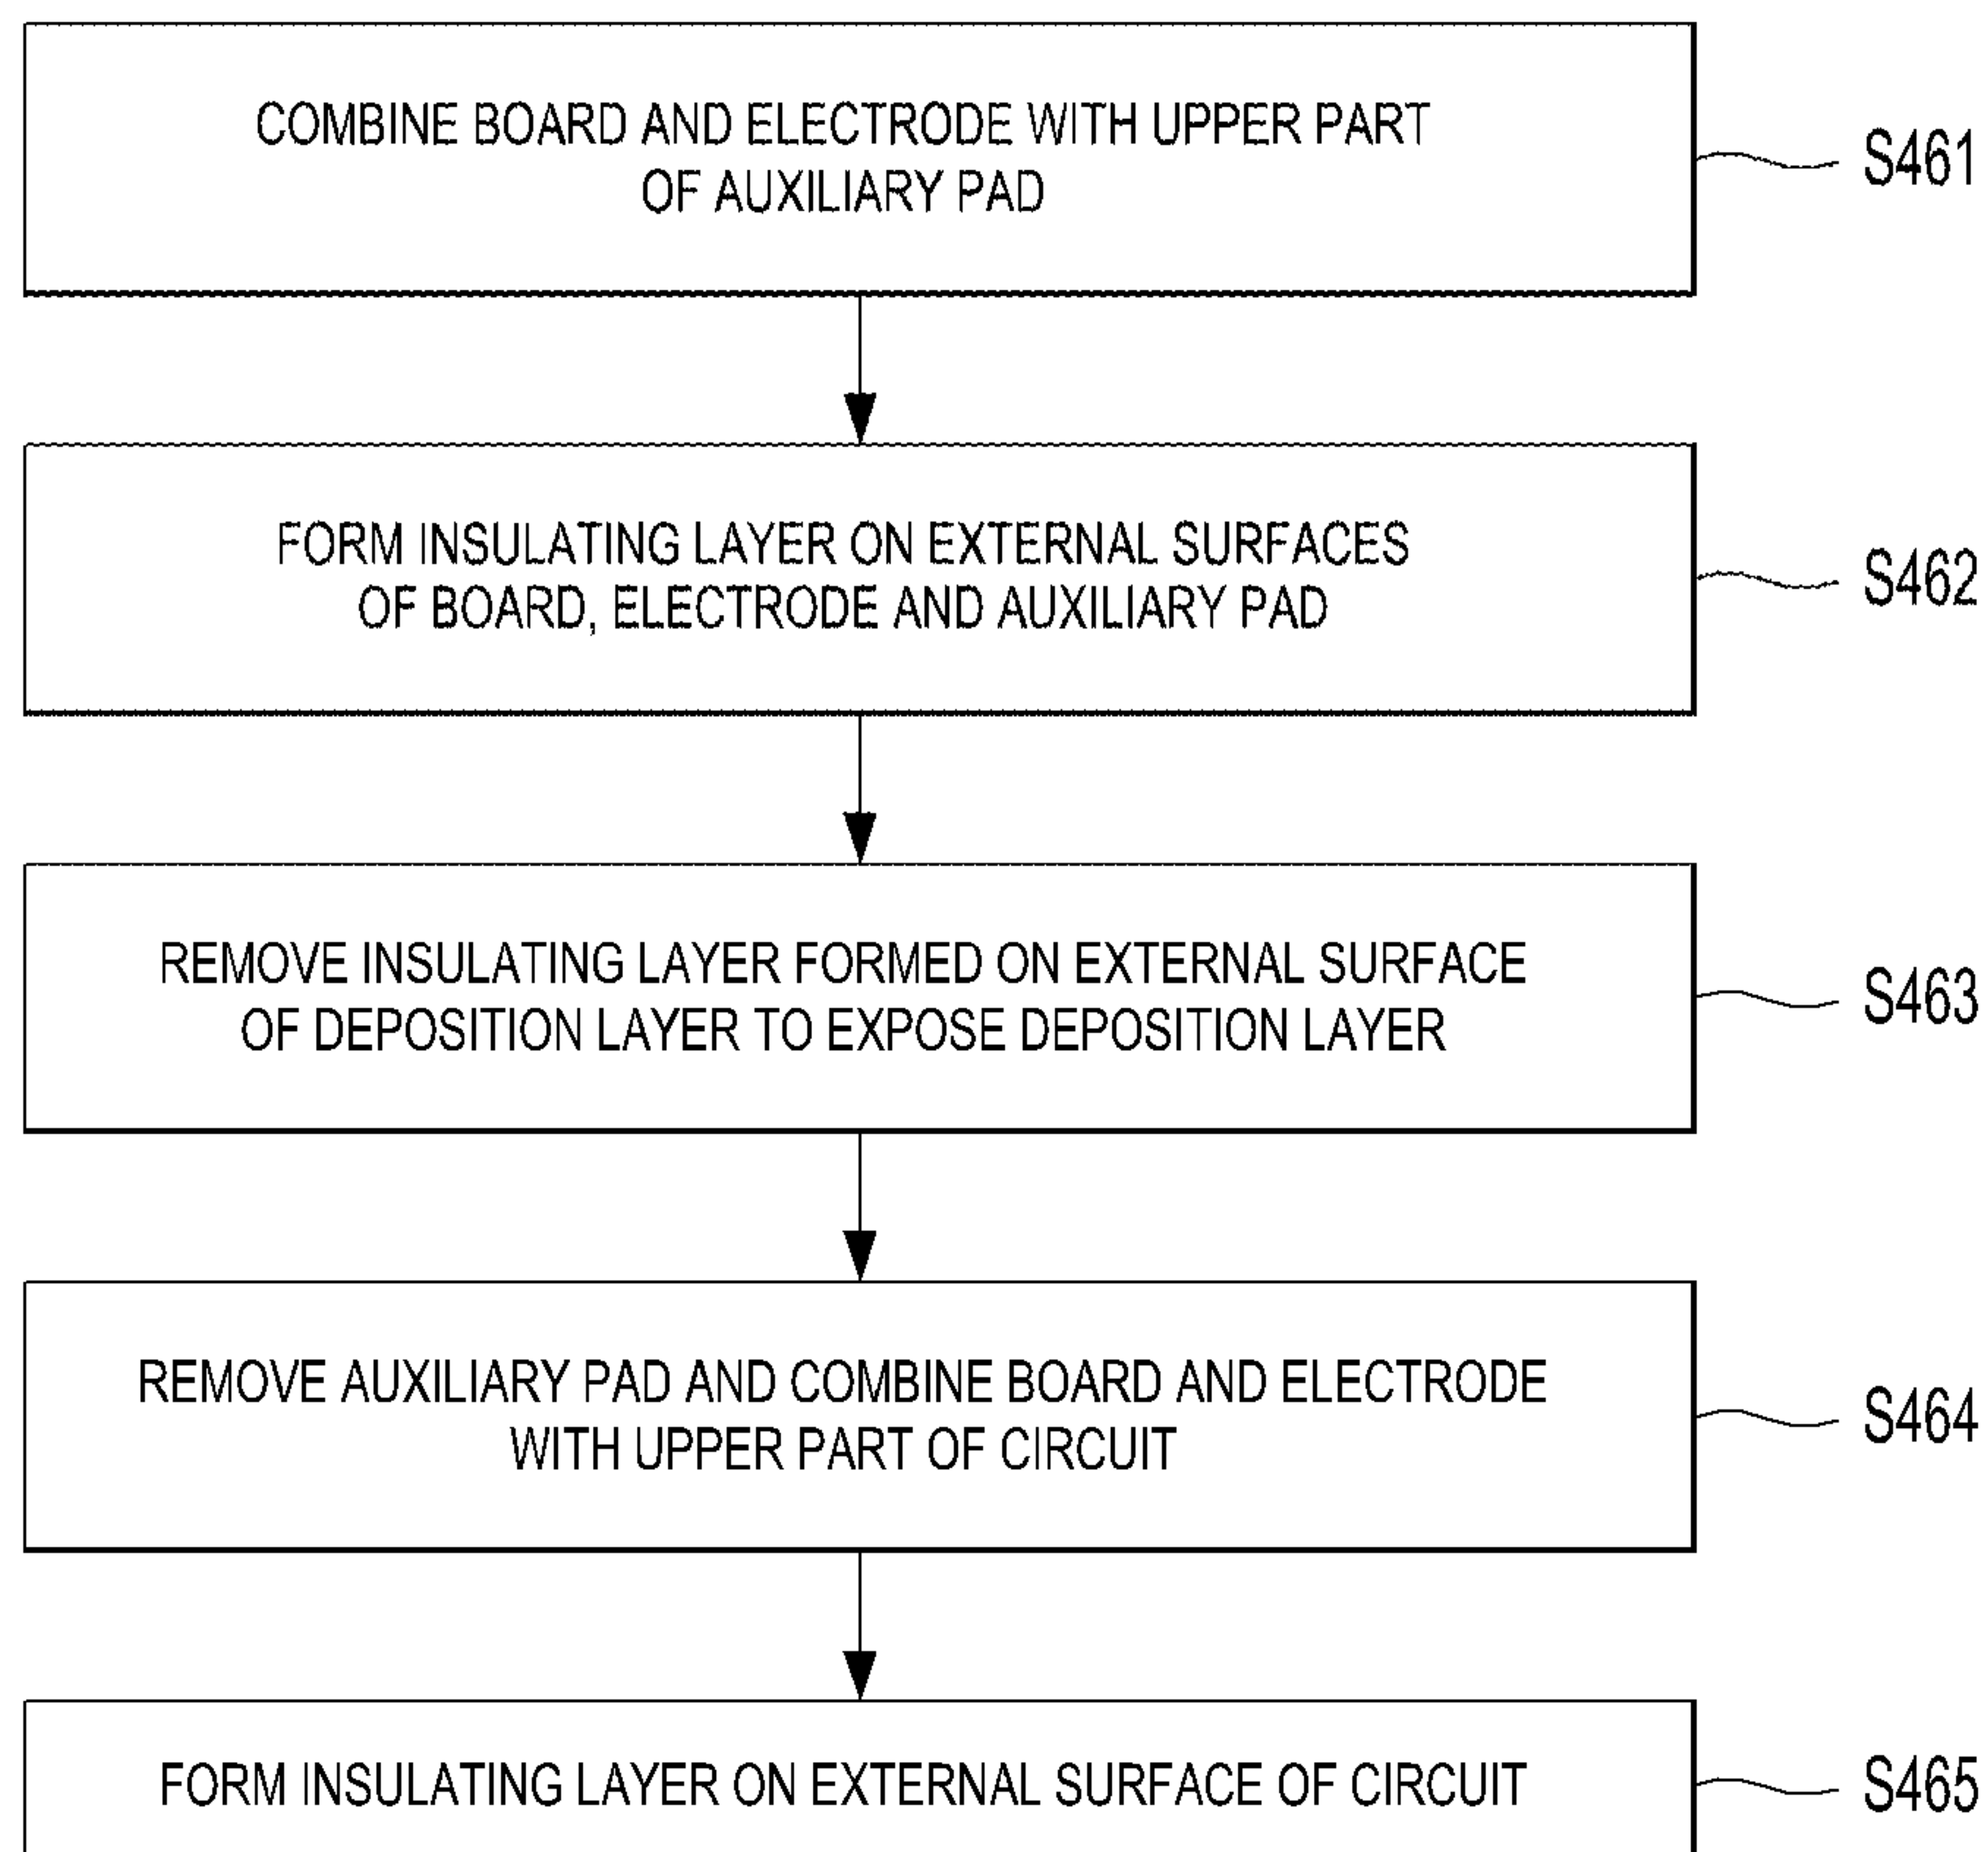 COMBINE BOARD AND ELECTRODE WITH UPPER PART
OF AUXILIARY PAD
S461
FORM INSULATING LAYER ON EXTERNAL SURFACES
OF BOARD, ELECTRODE AND AUXILIARY PAD
S462
REMOVE INSULATING LAYER FORMED ON EXTERNAL SURFACE
OF DEPOSITION LAYER TO EXPOSE DEPOSITION LAYER
S463
REMOVE AUXILIARY PAD AND COMBINE BOARD AND ELECTRODE
WITH UPPER PART OF CIRCUIT
S464
FORM INSULATING LAYER ON EXTERNAL SURFACE OF CIRCUIT
S465